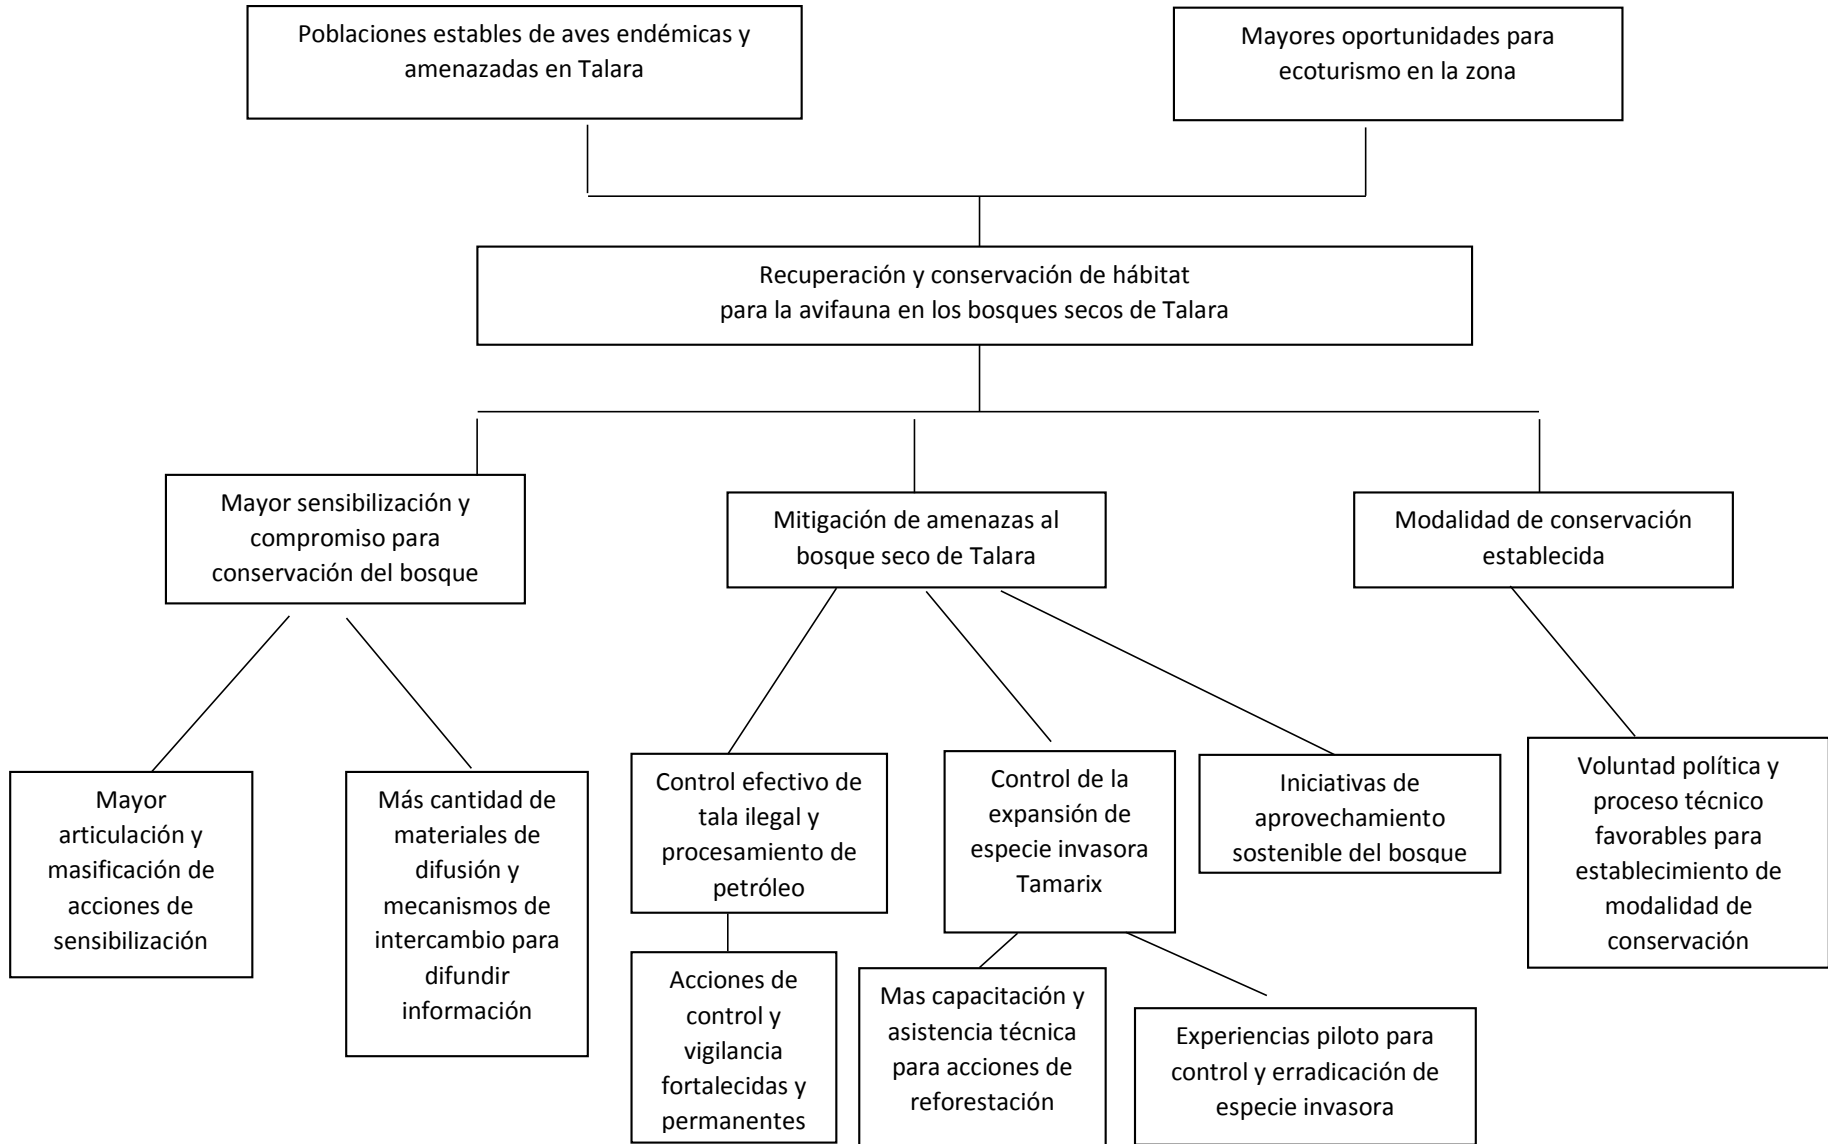 Poblaciones estables de aves endémicas y
amenazadas en Talara
Mayores oportunidades para
ecoturismo en la zona
Recuperación y conservación de hábitat
para la avifauna en los bosques secos de Talara
Mayor sensibilización y
compromiso para
conservación del bosque
Mitigación de amenazas al
bosque seco de Talara
Modalidad de conservación
establecida
Mayor
articulación y
masificación de
acciones de
sensibilización
Más cantidad de
materiales de
difusión y
mecanismos de
intercambio para
difundir
información
Control efectivo de
tala ilegal y
procesamiento de
petróleo
Control de la
expansión de
especie invasora
Tamarix
Iniciativas de
aprovechamiento
sostenible del bosque
Voluntad política y
proceso técnico
favorables para
establecimiento de
modalidad de
conservación
Acciones de
control y
vigilancia
fortalecidas y
permanentes
Mas capacitación y
asistencia técnica
para acciones de
reforestación
Experiencias piloto para
control y erradicación de
especie invasora